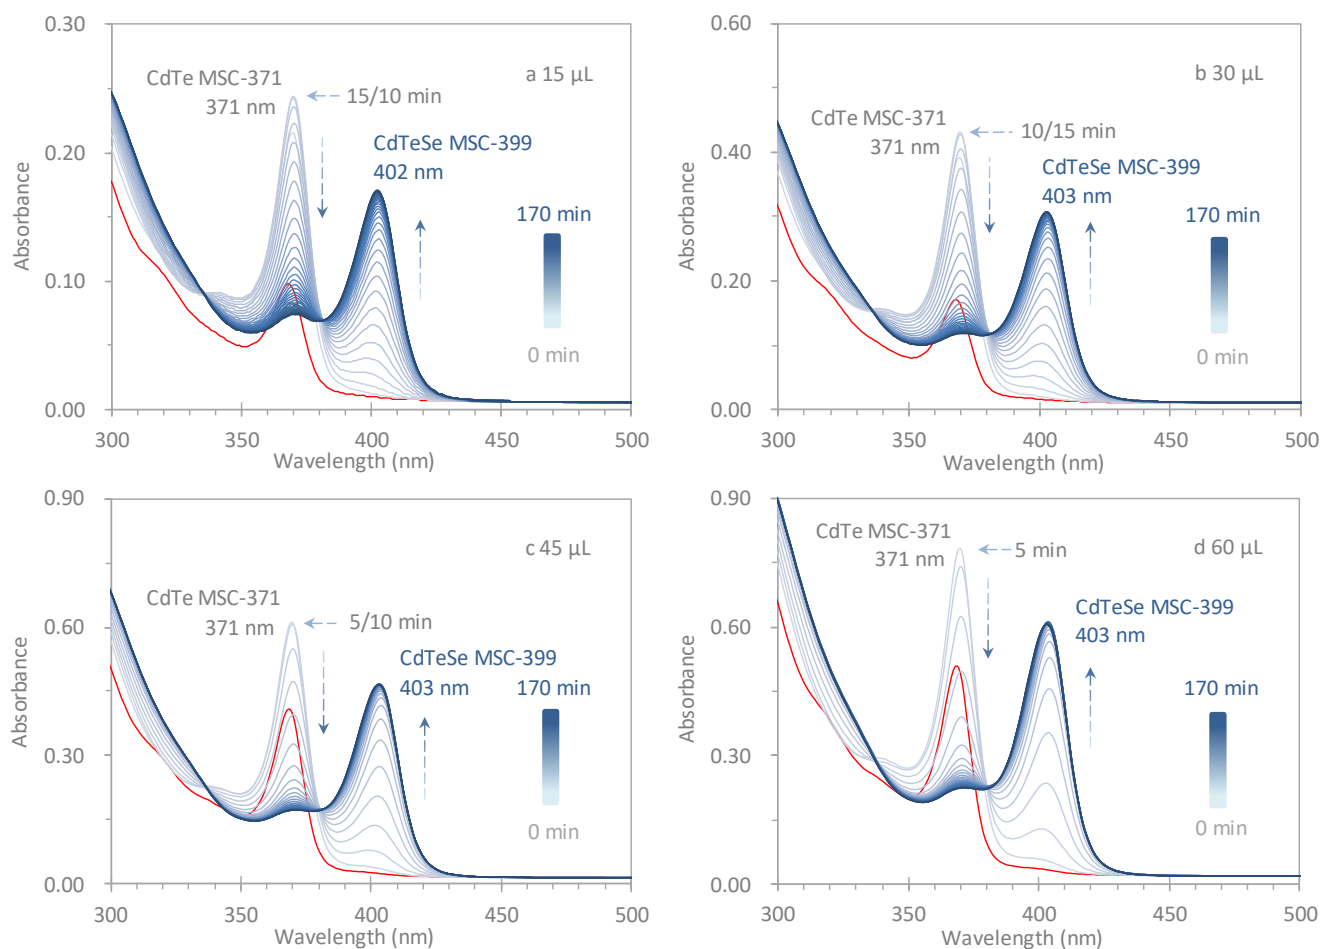 0.30
0.20
0.10
0.00
Absorbance
CdTe MSC-371
371 nm
15/10 min
a 15 µL
CdTeSe MSC-399
402 nm
170 min
0 min
300
350
400
450
500
Wavelength (nm)
0.60
0.40
0.20
0.00
Absorbance
CdTe MSC-371
371 nm
10/15 min
b 30 µL
CdTeSe MSC-399
403 nm
170 min
0 min
300
350
400
450
500
Wavelength (nm)
0.90
0.60
0.30
0.00
Absorbance
CdTe MSC-371
371 nm
5/10 min
c 45 µL
CdTeSe MSC-399
403 nm
170 min
0 min
300
350
400
450
500
Wavelength (nm)
0.90
0.60
0.30
0.00
Absorbance
CdTe MSC-371
371 nm
5 min
d 60 µL
CdTeSe MSC-399
403 nm
170 min
0 min
300
350
400
450
500
Wavelength (nm)